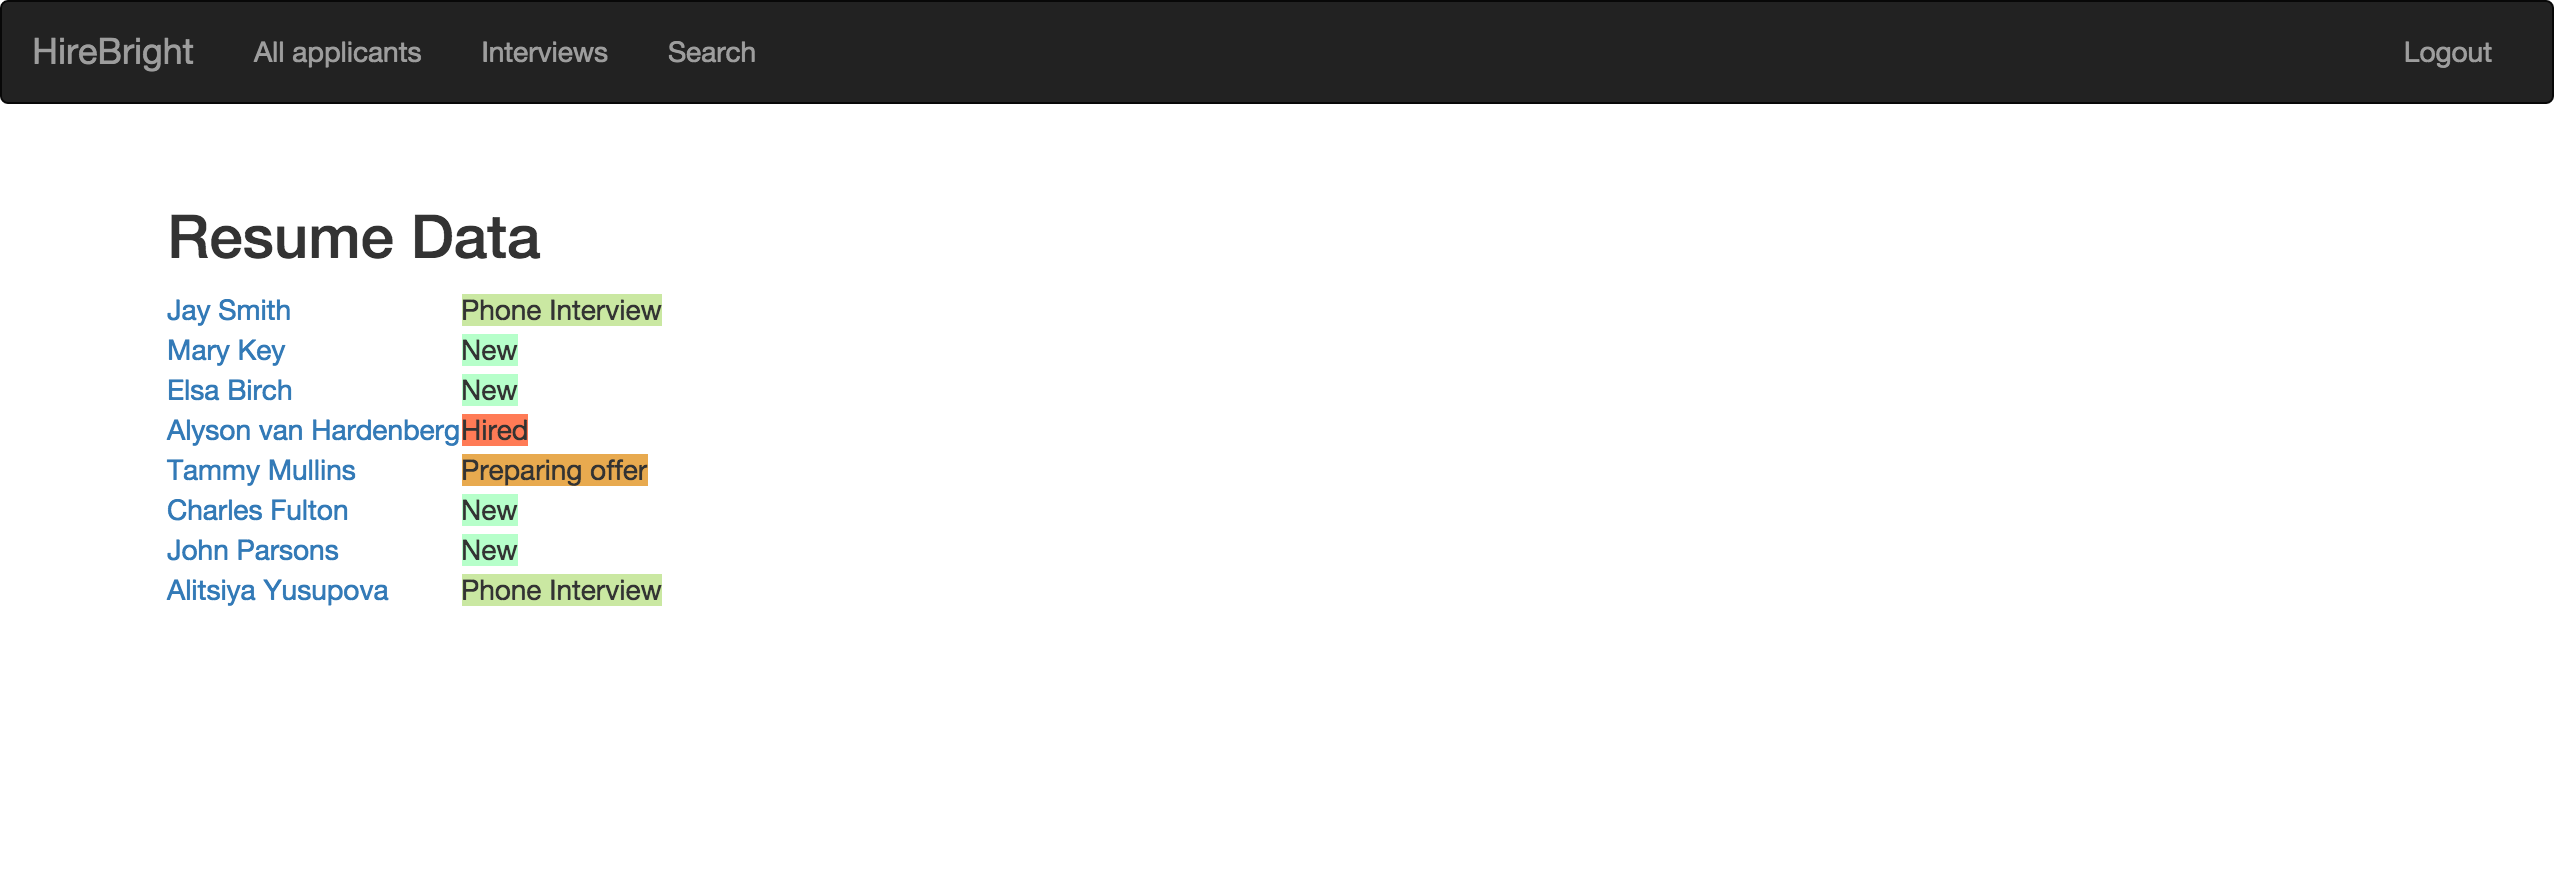 HireBright All applicants Interviews Search Logout
Resume Data
Jay Smith Phone Interview
Mary Key New
Elsa Birch New
Alyson van Hardenberg Hired
Tammy Mullins Preparing offer
Charles Fulton New
John Parsons New
Alitsiya Yusupova Phone Interview